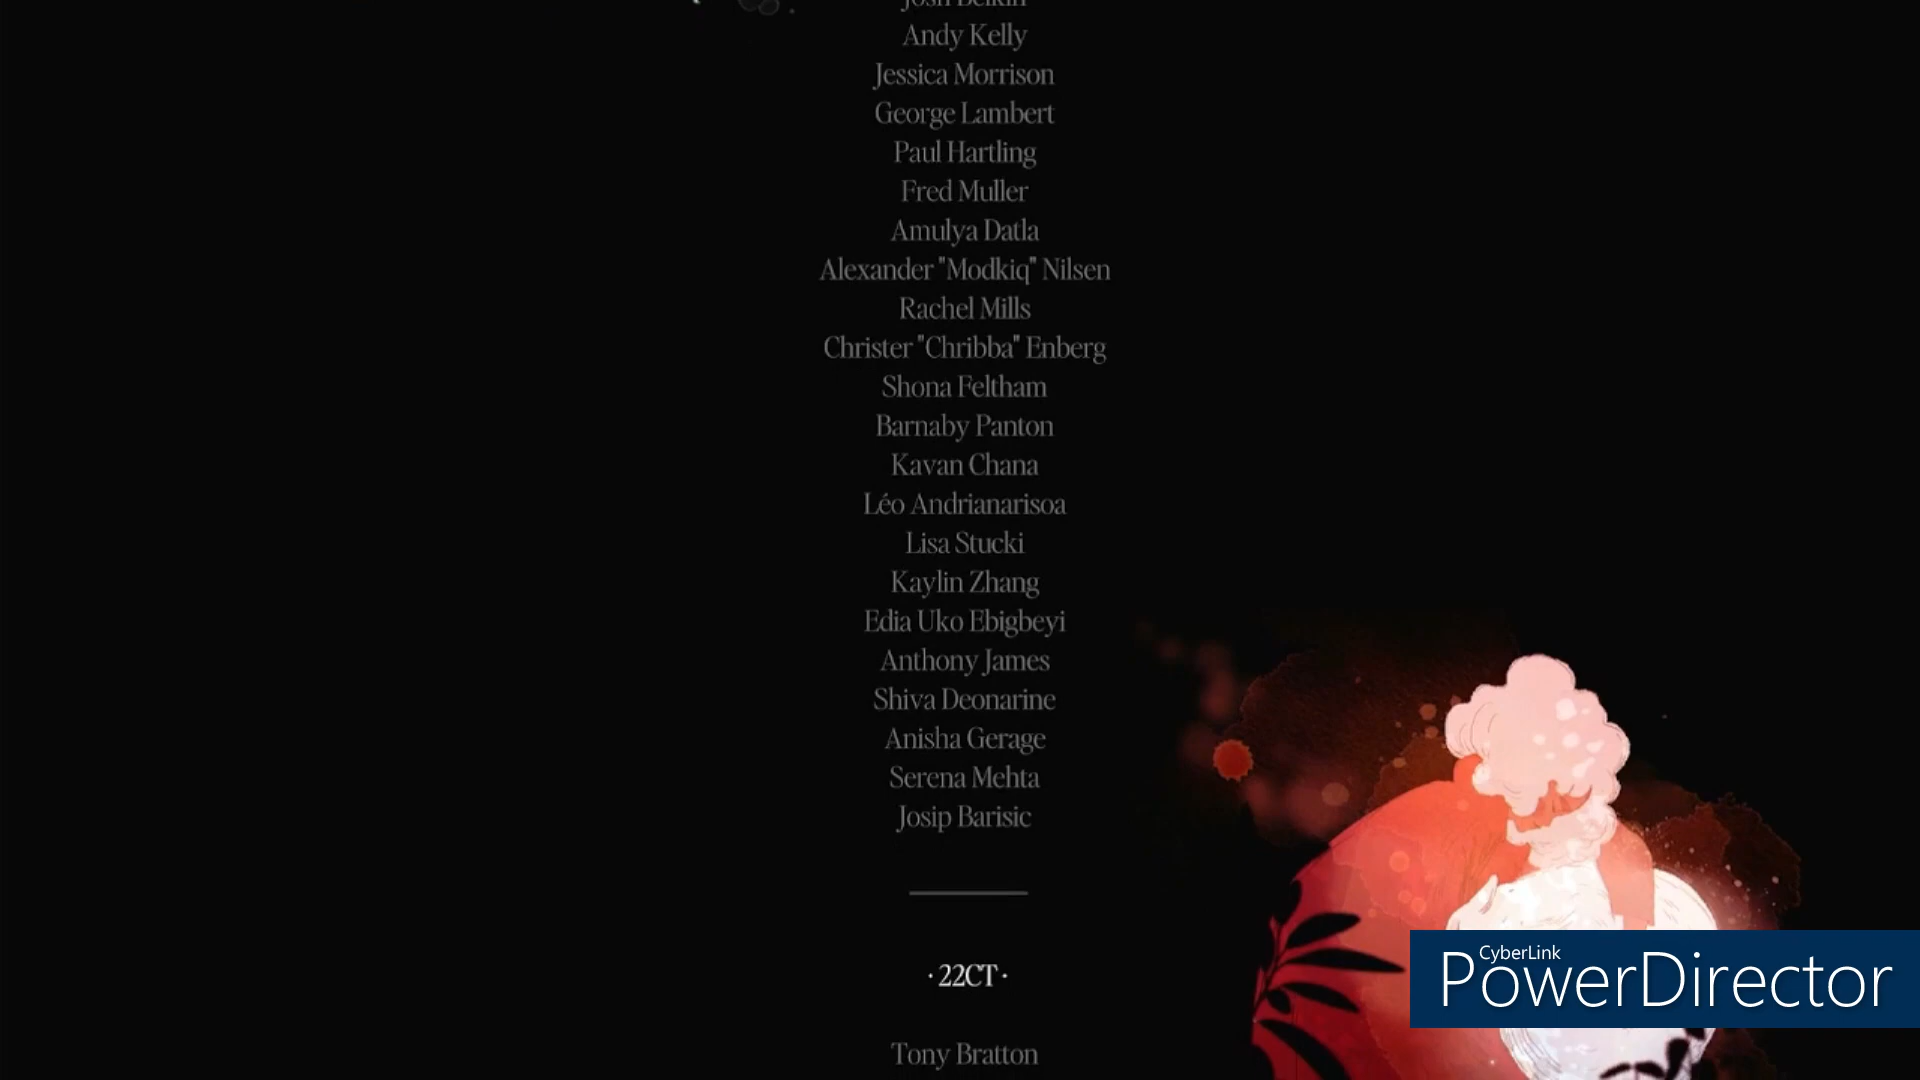 Josh Belkin
Andy Kelly
Jessica Morrison
George Lambert
Paul Hartling
Fred Muller
Amulya Datla
Alexander "Modkiq" Nilsen
Rachel Mills
Christer "Chribba" Enberg
Shona Feltham
Barnaby Panton
Kavan Chana
Léo Andrianarisoa
Lisa Stucki
Kaylin Zhang
Edia Uko Ebigbeyi
Anthony James
Shiva Deonarine
Anisha Gerage
Serena Mehta
Josip Barisic
· 22CT ·
Tony Bratton
CyberLink
PowerDirector